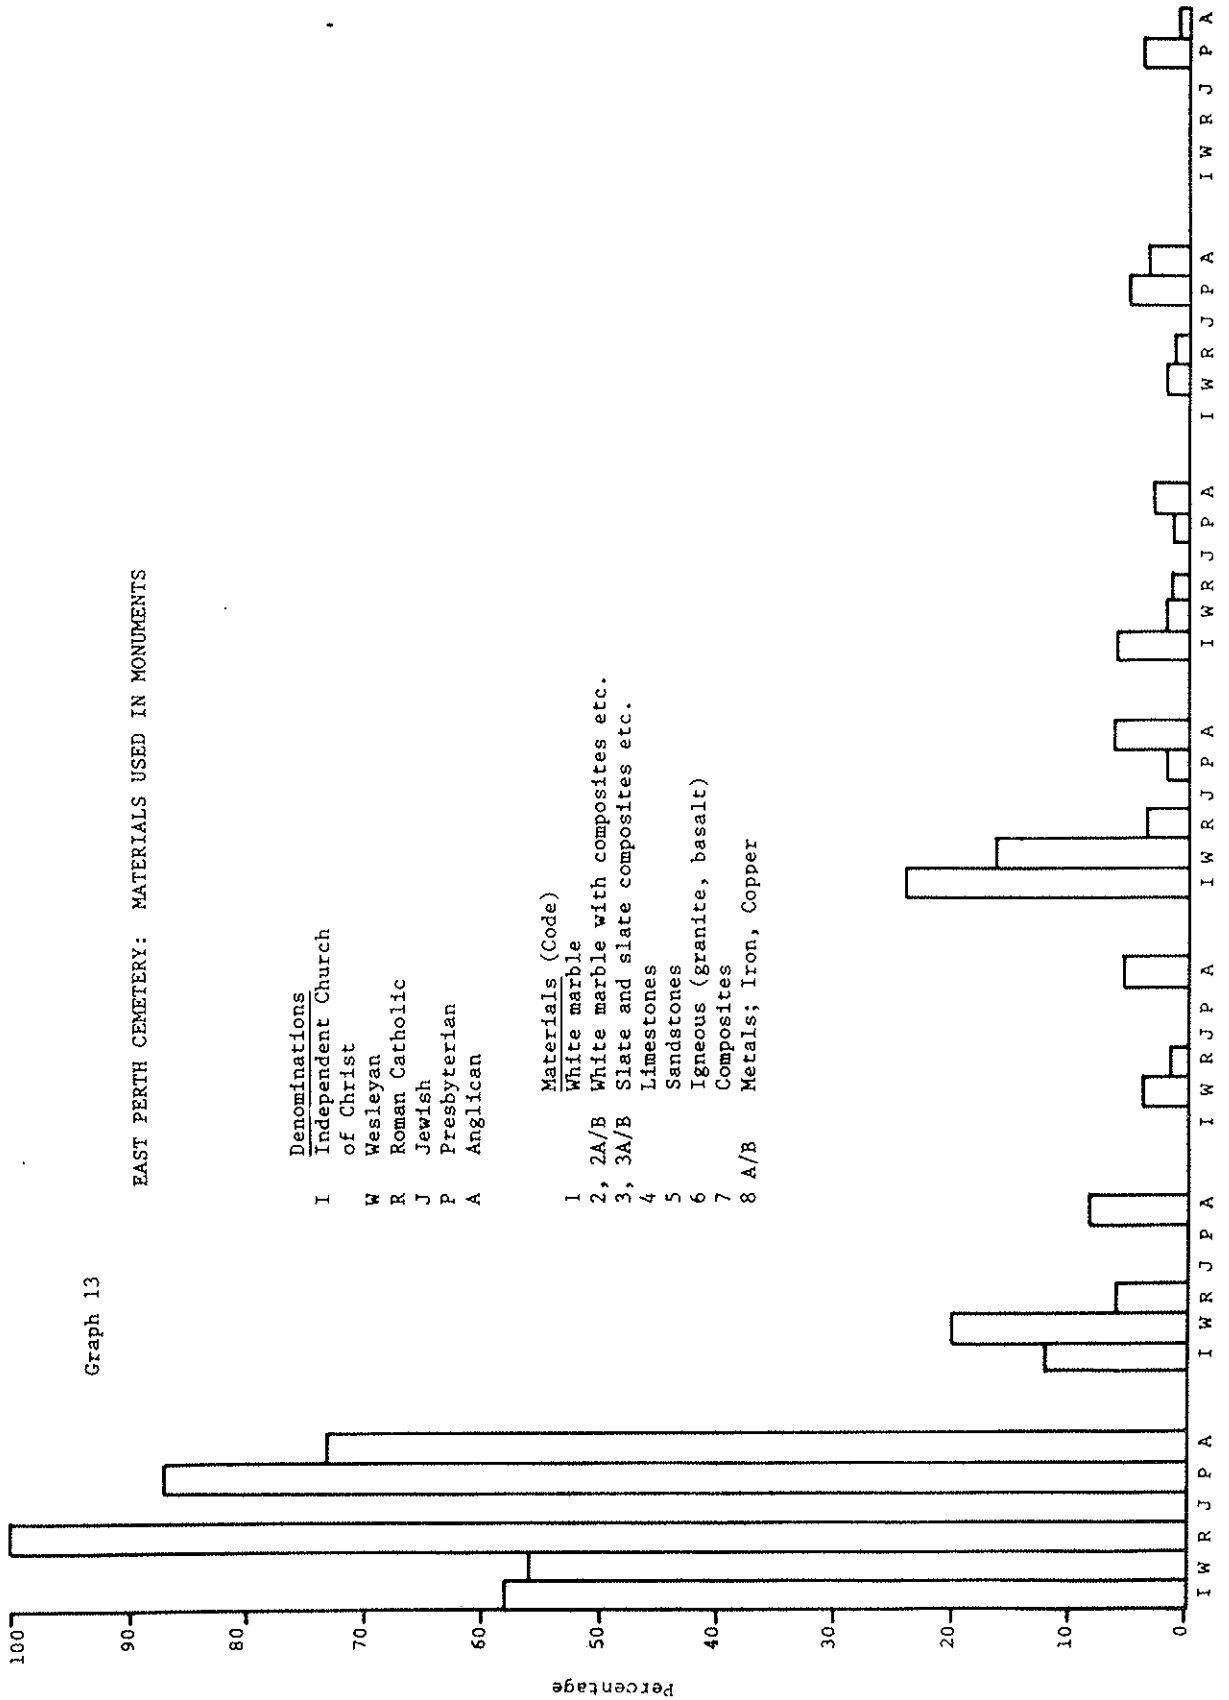 Graph 13
EAST PERTH CEMETERY: MATERIALS USED IN MONUMENTS
Denominations
I Independent Church
of Christ
W Wesleyan
R Roman Catholic
J Jewish
P Presbyterian
A Anglican
Materials (Code)
1 White marble
2, 2A/B White marble with composites etc.
3, 3A/B Slate and slate composites etc.
4 Limestones
5 Sandstones
6 Igneous (granite, basalt)
7 Composites
8 A/B Metals; Iron, Copper
Percentage
100
90
80
70
60
50
40
30
20
10
0
I W R J P A I W R J P A I W R J P A I W R J P A I W R J P A I W R J P A I W R J P A